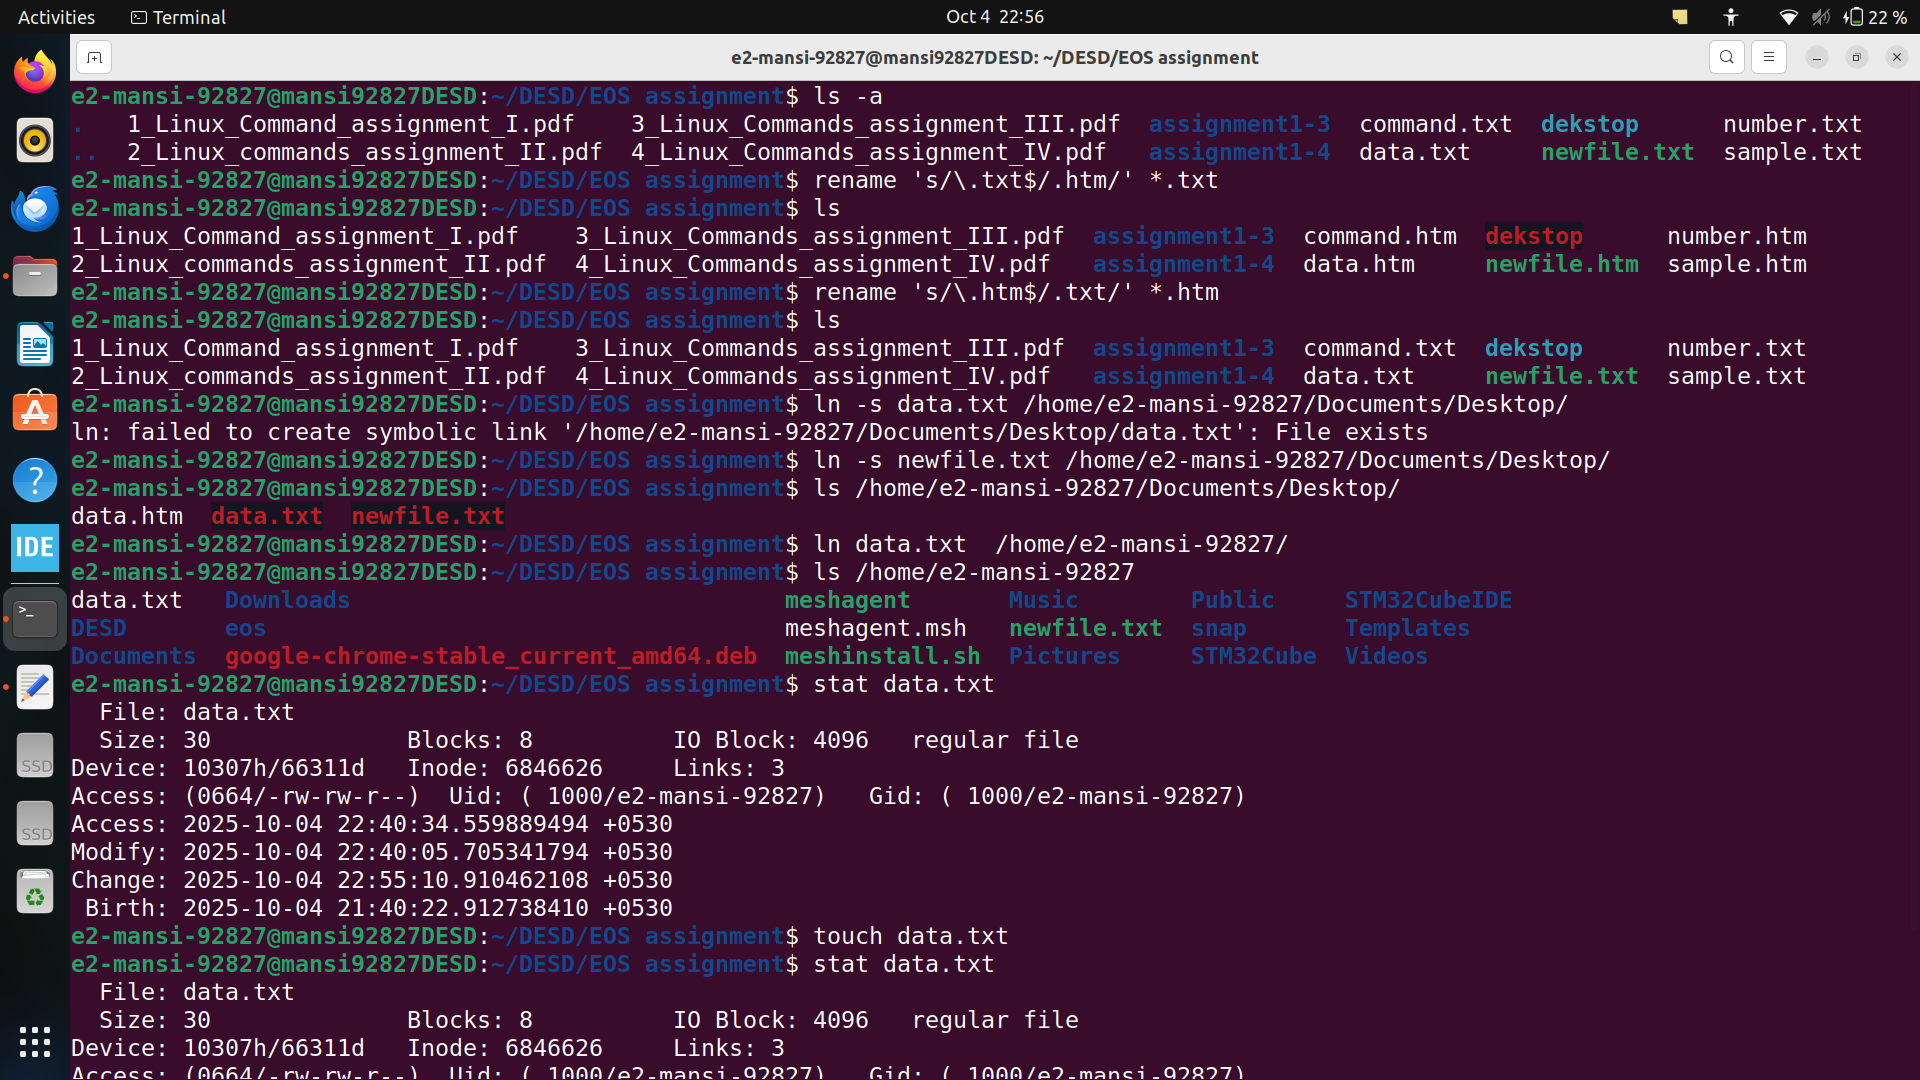 Activities Terminal Oct 4 22:56 22 %
e2-mansi-92827@mansi92827DESD: ~/DESD/EOS assignment
e2-mansi-92827@mansi92827DESD:~/DESD/EOS assignment$ ls -a
. 1_Linux_Command_assignment_I.pdf 3_Linux_Commands_assignment_III.pdf assignment1-3 command.txt dekstop number.txt
.. 2_Linux_commands_assignment_II.pdf 4_Linux_Commands_assignment_IV.pdf assignment1-4 data.txt newfile.txt sample.txt
e2-mansi-92827@mansi92827DESD:~/DESD/EOS assignment$ rename 's/\.txt$/.htm/' *.txt
e2-mansi-92827@mansi92827DESD:~/DESD/EOS assignment$ ls
1_Linux_Command_assignment_I.pdf 3_Linux_Commands_assignment_III.pdf assignment1-3 command.htm dekstop number.htm
2_Linux_commands_assignment_II.pdf 4_Linux_Commands_assignment_IV.pdf assignment1-4 data.htm newfile.htm sample.htm
e2-mansi-92827@mansi92827DESD:~/DESD/EOS assignment$ rename 's/\.htm$/.txt/' *.htm
e2-mansi-92827@mansi92827DESD:~/DESD/EOS assignment$ ls
1_Linux_Command_assignment_I.pdf 3_Linux_Commands_assignment_III.pdf assignment1-3 command.txt dekstop number.txt
2_Linux_commands_assignment_II.pdf 4_Linux_Commands_assignment_IV.pdf assignment1-4 data.txt newfile.txt sample.txt
e2-mansi-92827@mansi92827DESD:~/DESD/EOS assignment$ ln -s data.txt /home/e2-mansi-92827/Documents/Desktop/
ln: failed to create symbolic link '/home/e2-mansi-92827/Documents/Desktop/data.txt': File exists
e2-mansi-92827@mansi92827DESD:~/DESD/EOS assignment$ ln -s newfile.txt /home/e2-mansi-92827/Documents/Desktop/
e2-mansi-92827@mansi92827DESD:~/DESD/EOS assignment$ ls /home/e2-mansi-92827/Documents/Desktop/
data.htm data.txt newfile.txt
e2-mansi-92827@mansi92827DESD:~/DESD/EOS assignment$ ln data.txt  /home/e2-mansi-92827/
e2-mansi-92827@mansi92827DESD:~/DESD/EOS assignment$ ls /home/e2-mansi-92827
data.txt Downloads meshagent Music Public STM32CubeIDE
DESD eos meshagent.msh newfile.txt snap Templates
Documents google-chrome-stable_current_amd64.deb meshinstall.sh Pictures STM32Cube Videos
e2-mansi-92827@mansi92827DESD:~/DESD/EOS assignment$ stat data.txt
File: data.txt
Size: 30 Blocks: 8 IO Block: 4096 regular file
Device: 10307h/66311d Inode: 6846626 Links: 3
Access: (0664/-rw-rw-r--) Uid: ( 1000/e2-mansi-92827) Gid: ( 1000/e2-mansi-92827)
Access: 2025-10-04 22:40:34.559889494 +0530
Modify: 2025-10-04 22:40:05.705341794 +0530
Change: 2025-10-04 22:55:10.910462108 +0530
Birth: 2025-10-04 21:40:22.912738410 +0530
e2-mansi-92827@mansi92827DESD:~/DESD/EOS assignment$ touch data.txt
e2-mansi-92827@mansi92827DESD:~/DESD/EOS assignment$ stat data.txt
File: data.txt
Size: 30 Blocks: 8 IO Block: 4096 regular file
Device: 10307h/66311d Inode: 6846626 Links: 3
Access: (0664/-rw-rw-r--) Uid: ( 1000/e2-mansi-92827) Gid: ( 1000/e2-mansi-92827)
IDE
SSD
SSD